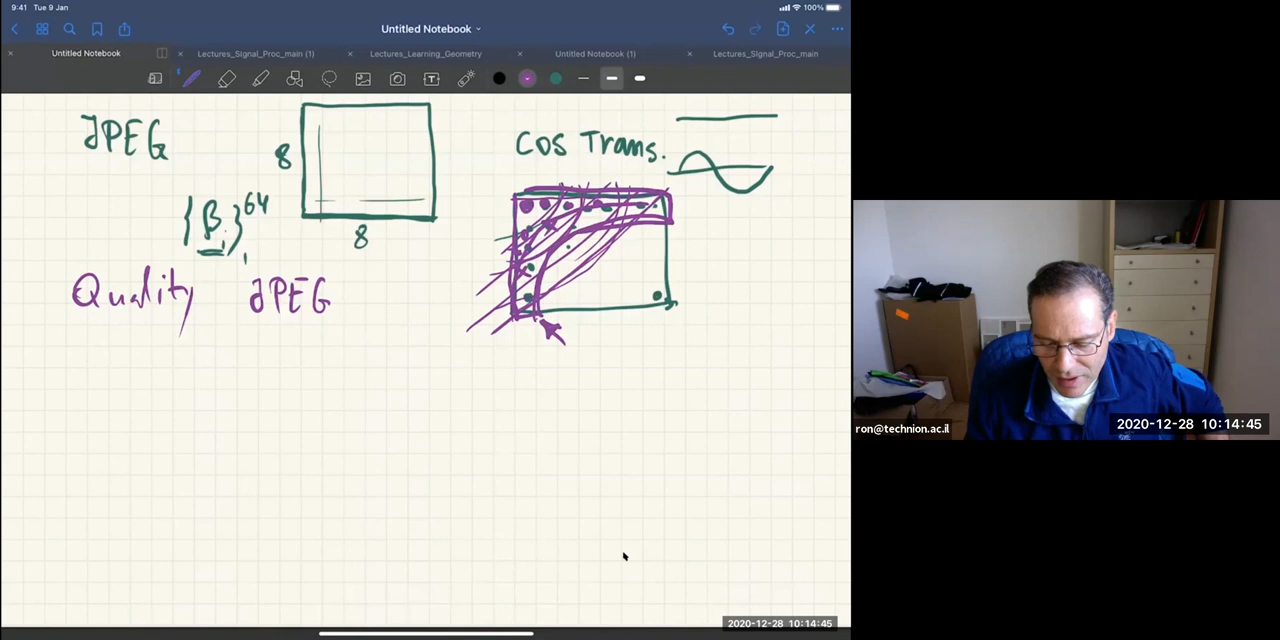 9:41 Tue 9 Jan
100%
Untitled Notebook
Untitled Notebook
Lectures_Signal_Proc_main (1)
Lectures_Learning_Geometry
Untitled Notebook (1)
Lectures_SIgnal_Proc_main
JPEG
8
8
Cos Trans.
{βi}64 1
Quality JPEG
ron@technion.ac.il
2020-12-28 10:14:45
2020-12-28 10:14:45